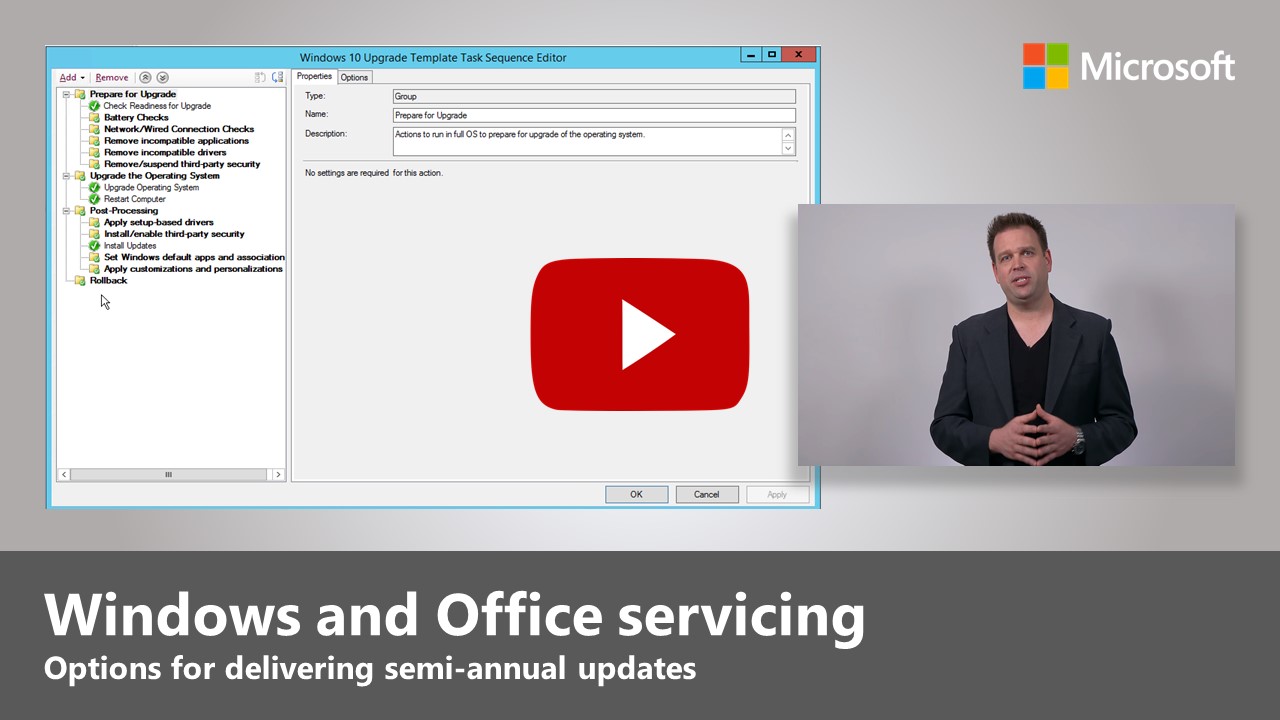 Windows 10 Upgrade Template Task Sequence Editor
Microsoft
Add
Remove
Properties
Options
Prepare for Upgrade
Check Readiness for Upgrade
Battery Checks
Network/Wired Connection Checks
Remove incompatible applications
Remove incompatible drivers
Remove/suspend third-party security
Upgrade the Operating System
Upgrade Operating System
Restart Computer
Post-Processing
Apply setup-based drivers
Install/enable third-party security
Install Updates
Set Windows default apps and association
Apply customizations and personalizations
Rollback
Type:
Group
Name:
Prepare for Upgrade
Description:
Actions to run in full OS to prepare for upgrade of the operating system.
No settings are required for this action.
OK
Cancel
Apply
Windows and Office servicing
Options for delivering semi-annual updates